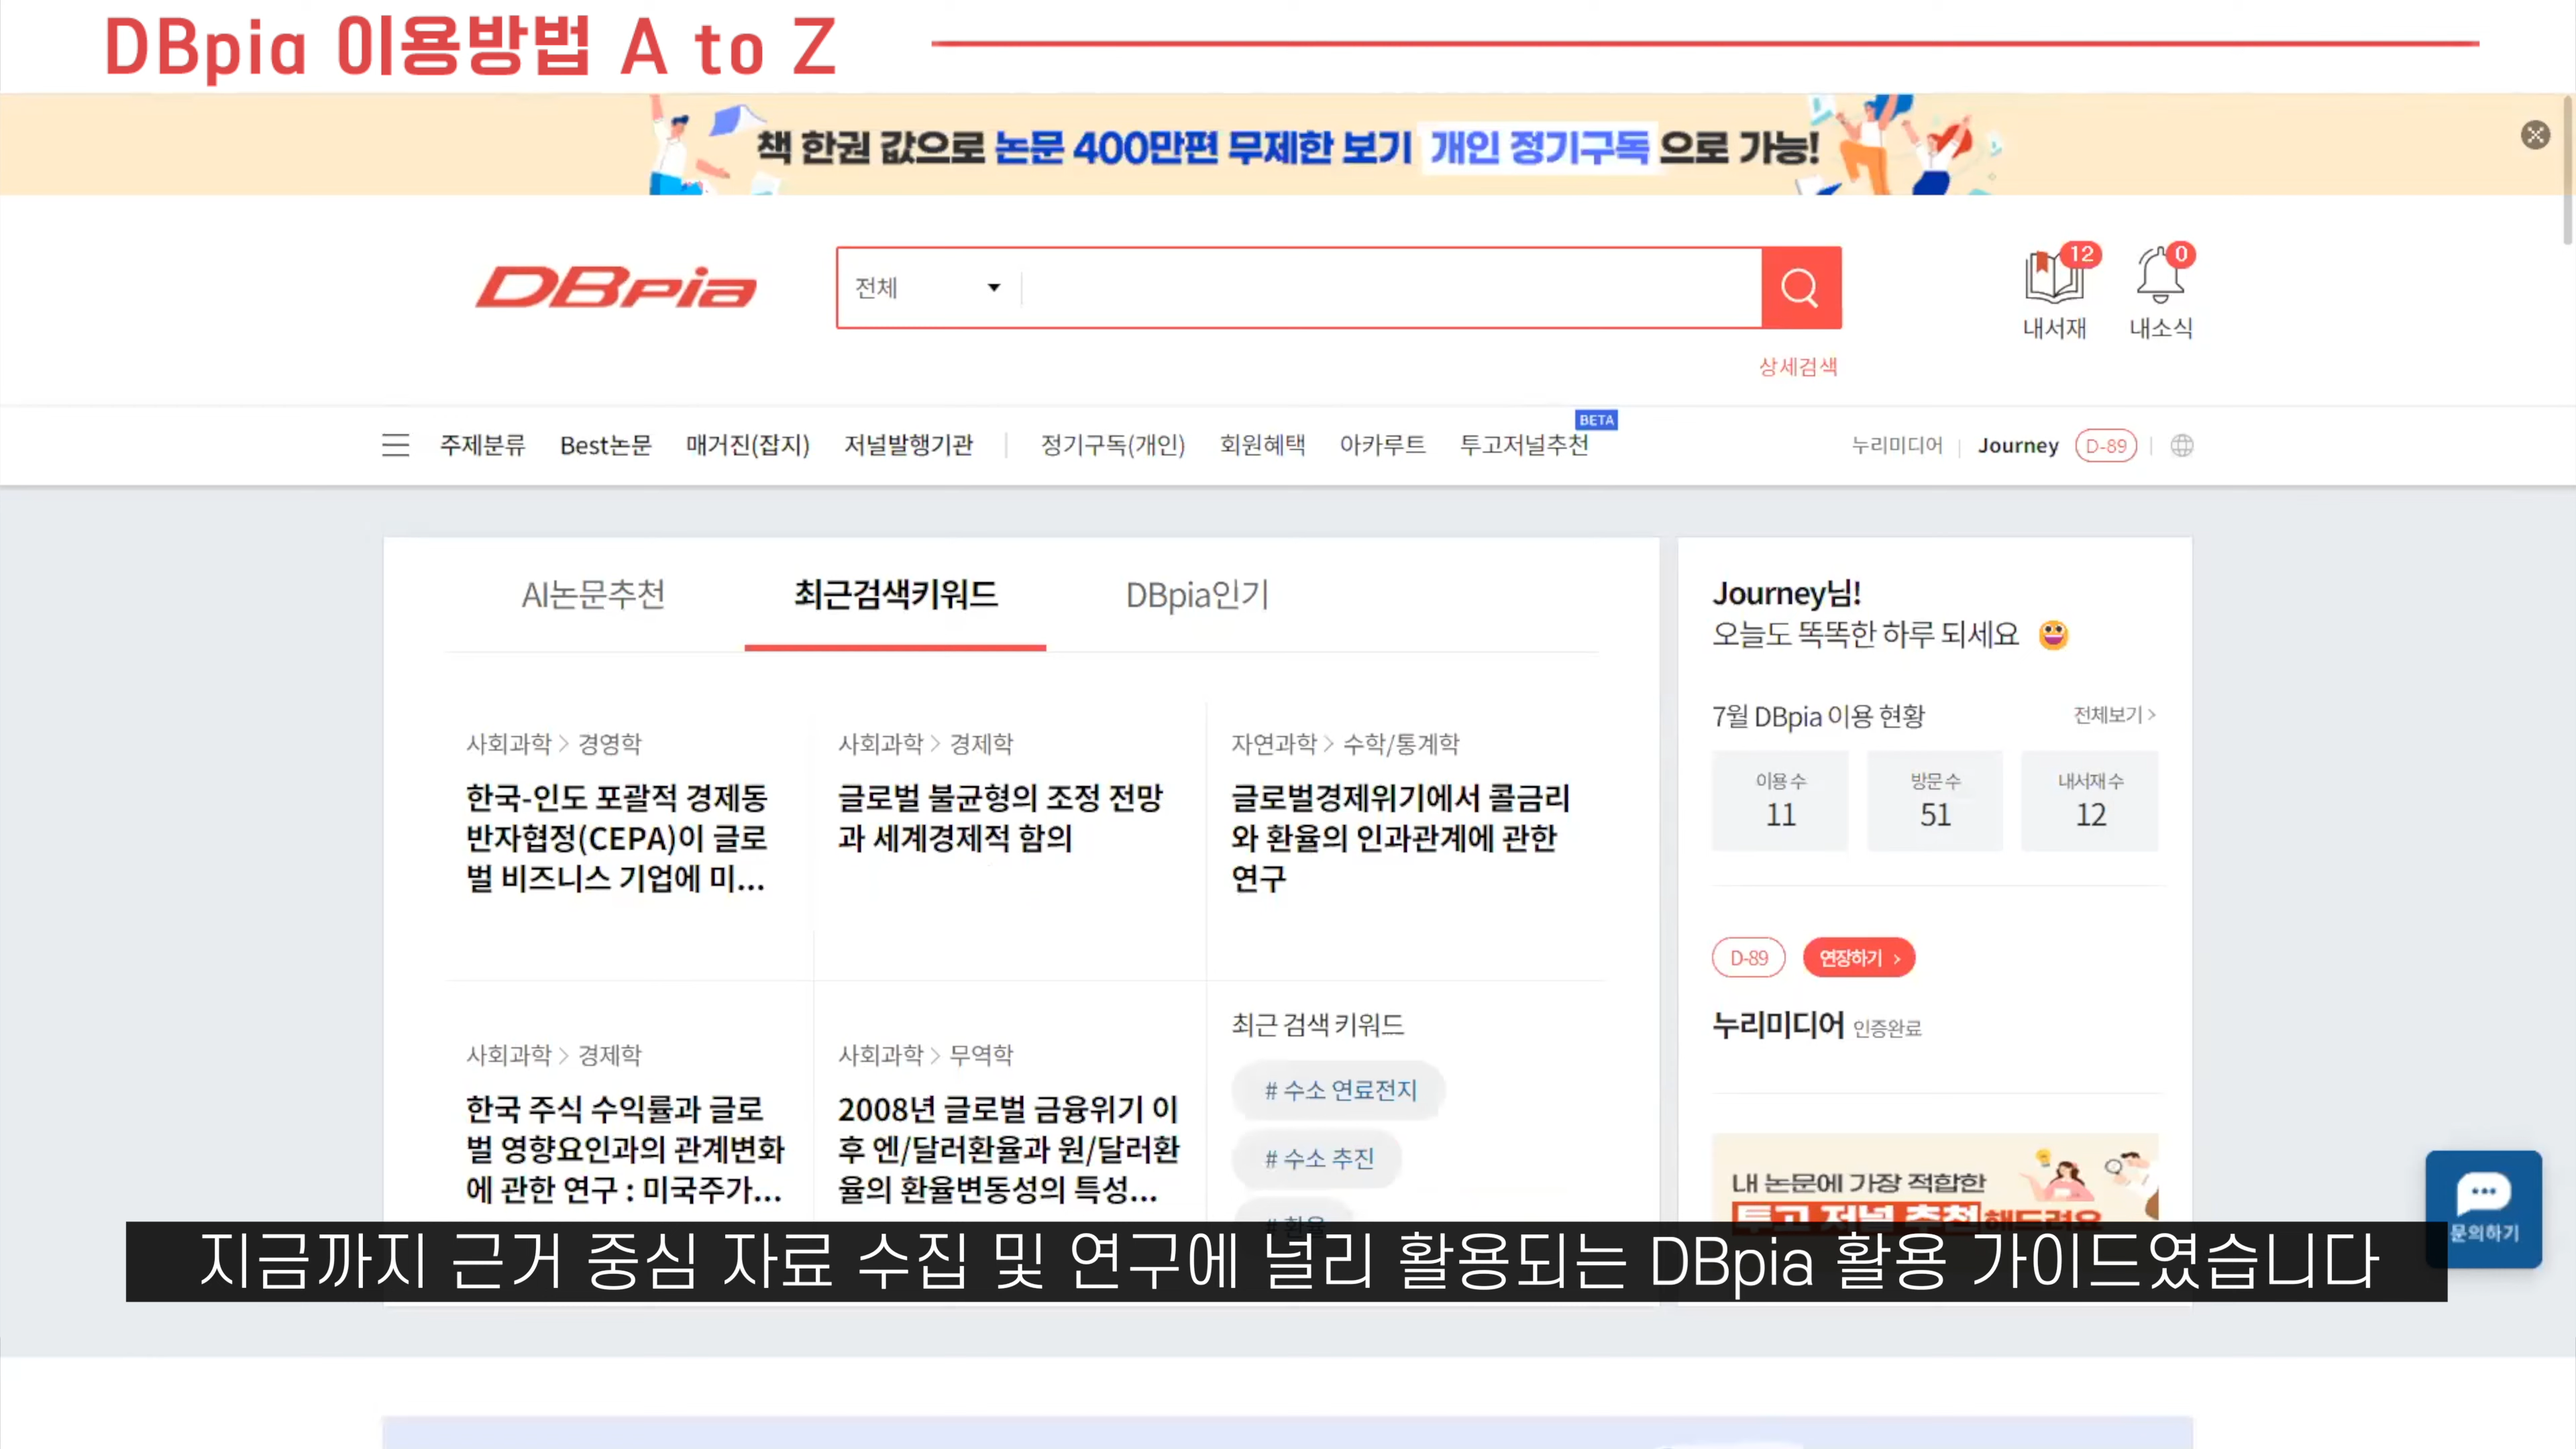 DBpia 이용방법 A to Z
책 한권 값으로 논문 400만편 무제한 보기 개인 정기구독 으로 가능!
DBpia
전체
12
0
내서재
내소식
상세검색
BETA
주제분류 Best논문 매거진(잡지) 저널발행기관 정기구독(개인) 회원혜택 아카루트 투고저널추천
누리미디어 Journey D-89
AI논문추천 최근검색키워드 DBpia인기
사회과학 > 경영학
한국-인도 포괄적 경제동
반자협정(CEPA)이 글로
벌 비즈니스 기업에 미...
사회과학 > 경제학
글로벌 불균형의 조정 전망
과 세계경제적 함의
자연과학 > 수학/통계학
글로벌경제위기에서 콜금리
와 환율의 인과관계에 관한
연구
사회과학 > 경제학
한국 주식 수익률과 글로
벌 영향요인과의 관계변화
에 관한 연구 : 미국주가...
사회과학 > 무역학
2008년 글로벌 금융위기 이
후 엔/달러환율과 원/달러환
율의 환율변동성의 특성...
최근 검색 키워드
# 수소 연료전지
# 수소 추진
# 환율
Journey님!
오늘도 똑똑한 하루 되세요
7월 DBpia 이용 현황
전체보기 >
이용 수
11
방문 수
51
내서재 수
12
D-89
연장하기 >
누리미디어 인증완료
내 논문에 가장 적합한
투고 저널 추천해드려요
문의하기
지금까지 근거 중심 자료 수집 및 연구에 널리 활용되는 DBpia 활용 가이드였습니다